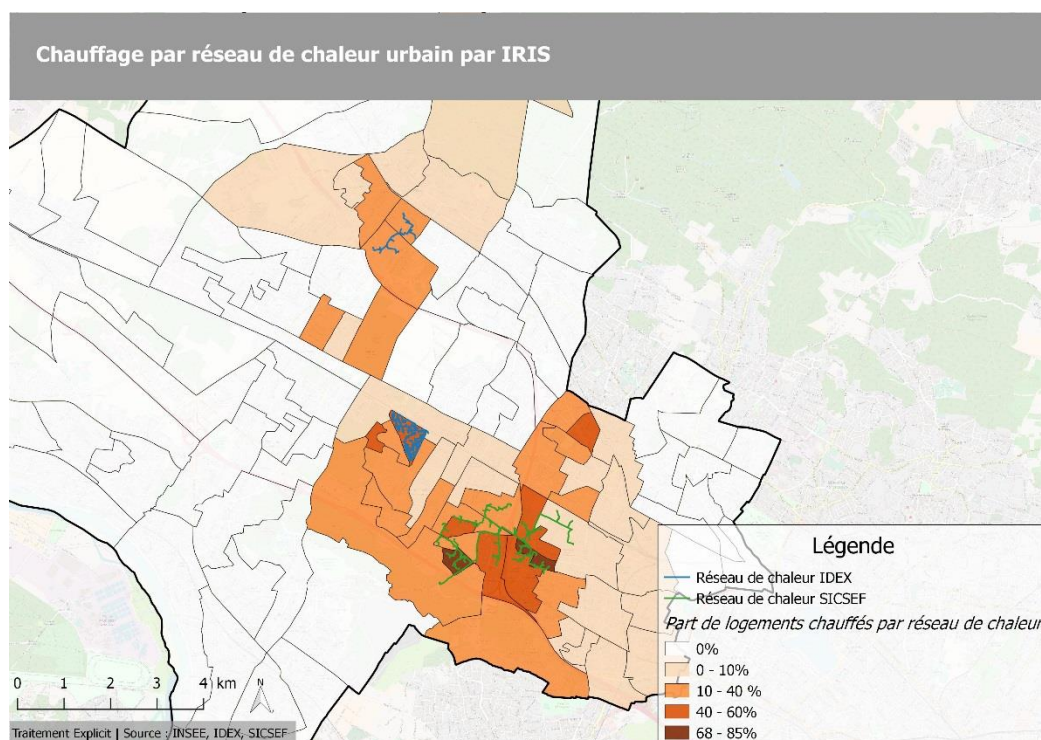 Chauffage par réseau de chaleur urbain par IRIS
Légende
Réseau de chaleur IDEX
Réseau de chaleur SICSEF
Part de logements chauffés par réseau de chaleur
0%
0 - 10%
10 - 40 %
40 - 60%
68 - 85%
0 1 2 3 4 km
N
Traitement Explicit | Source : INSEE, IDEX, SICSEF